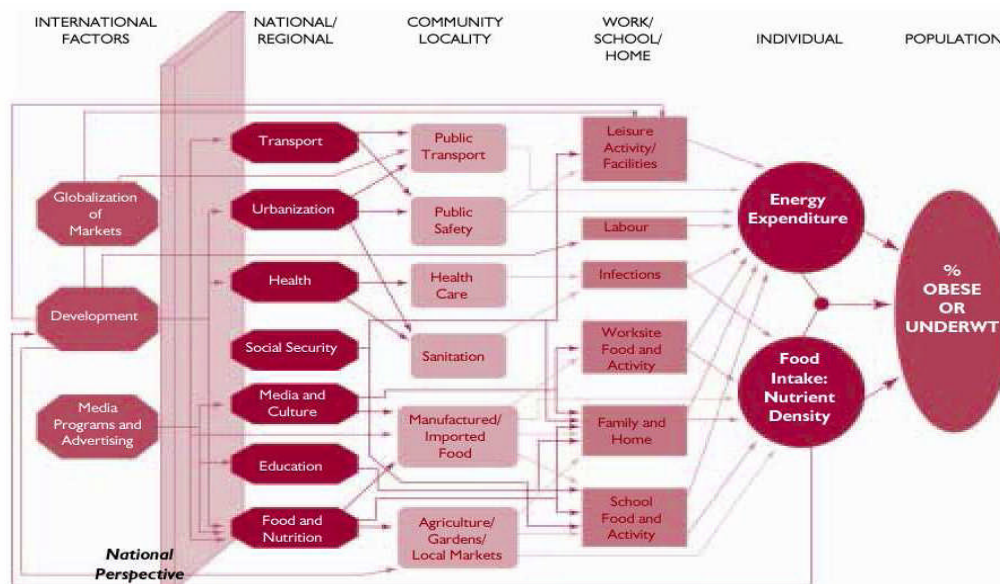 INTERNATIONAL
FACTORS
NATIONAL/
REGIONAL
COMMUNITY
LOCALITY
WORK/
SCHOOL/
HOME
INDIVIDUAL
POPULATION
Globalization
of
Markets
Development
Media
Programs and
Advertising
National
Perspective
Transport
Urbanization
Health
Social Security
Media and
Culture
Education
Food and
Nutrition
Public
Transport
Public
Safety
Health
Care
Sanitation
Manufactured/
Imported
Food
Agriculture/
Gardens/
Local Markets
Leisure
Activity/
Facilities
Labour
Infections
Worksite
Food and
Activity
Family and
Home
School
Food and
Activity
Energy
Expenditure
Food
Intake:
Nutrient
Density
%
OBESE
OR
UNDERWT